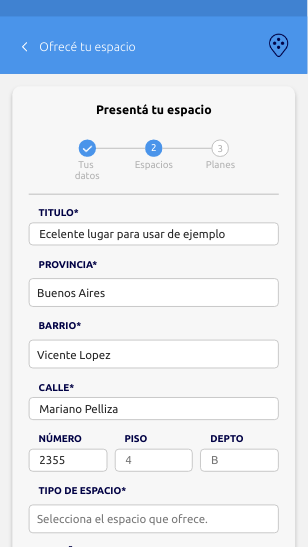 Ofrecé tu espacio
Presentá tu espacio
2
3
Tus
datos
Espacios
Planes
TITULO*
Ecelente lugar para usar de ejemplo
PROVINCIA*
Buenos Aires
BARRIO*
Vicente Lopez
CALLE*
Mariano Pelliza
NÚMERO PISO DEPTO
2355 4 B
TIPO DE ESPACIO*
Selecciona el espacio que ofrece.